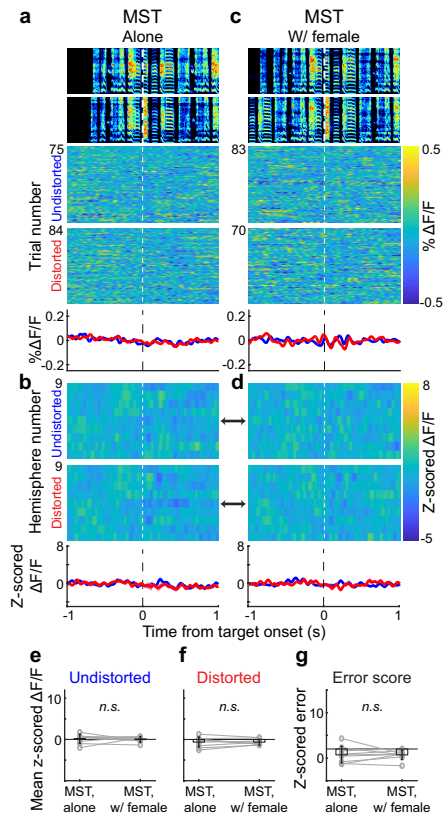 a MST c MST
Alone W/ female
75 83 0.5
Undistorted
84 70
Distorted
Trial number
% ΔF/F
-0.5
0.2 0.2
0 0
-0.2 -0.2
%ΔF/F
b 9 d 8
Undistorted
9
Distorted
Hemisphere number
Z-scored ΔF/F
-5
8 8
0 0
Z-scored ΔF/F
-1 0 1 -1 0 1
Time from target onset (s)
e f g
Undistorted Distorted Error score
10 10 10
n.s. n.s. n.s.
0 0 0
Mean z-scored ΔF/F
Z-scored error
MST, MST, MST, MST, MST, MST,
alone w/ female alone w/ female alone w/ female